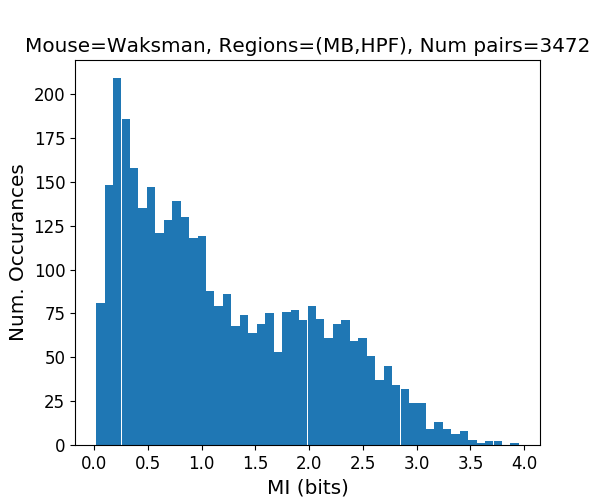 Mouse=Waksman, Regions=(MB,HPF), Num pairs=3472
Num. Occurances
200
175
150
125
100
75
50
25
0
0.0 0.5 1.0 1.5 2.0 2.5 3.0 3.5 4.0
MI (bits)